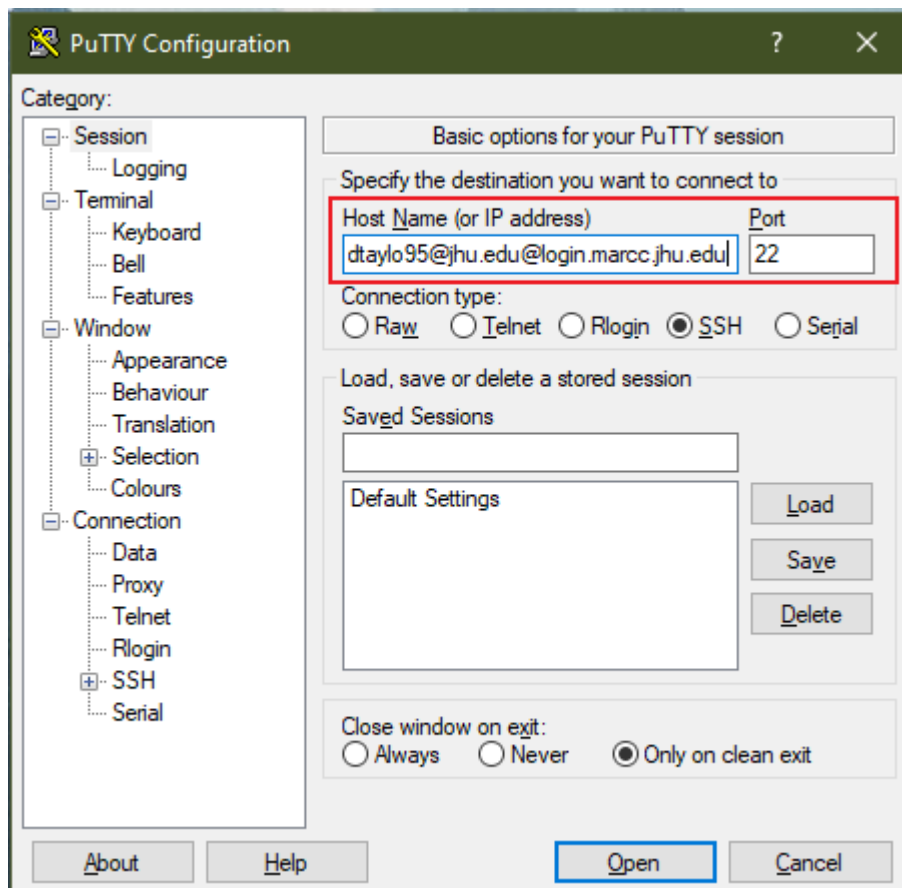 PuTTY Configuration
?
Category:
Session
Logging
Terminal
Keyboard
Bell
Features
Window
Appearance
Behaviour
Translation
Selection
Colours
Connection
Data
Proxy
Telnet
Rlogin
SSH
Serial
Basic options for your PuTTY session
Specify the destination you want to connect to
Host Name (or IP address) Port
dtaylo95@jhu.edu@login.marcc.jhu.edu 22
Connection type:
Raw Telnet Rlogin SSH Serial
Load, save or delete a stored session
Saved Sessions
Default Settings
Load
Save
Delete
Close window on exit:
Always Never Only on clean exit
About Help Open Cancel